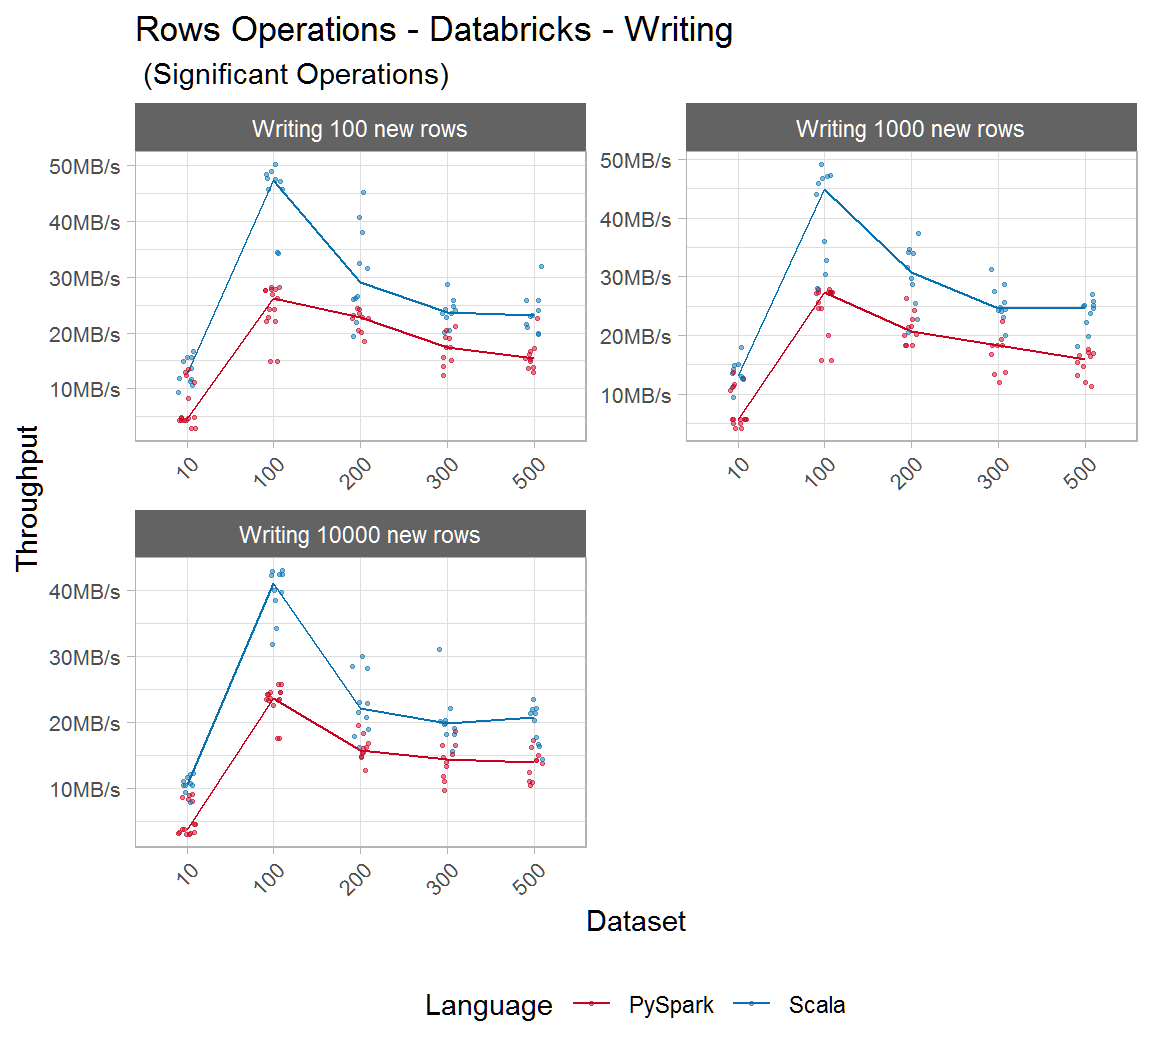 Rows Operations - Databricks - Writing
(Significant Operations)
Writing 100 new rows
50MB/s
40MB/s
30MB/s
20MB/s
10MB/s
10
100
200
300
500
Writing 1000 new rows
50MB/s
40MB/s
30MB/s
20MB/s
10MB/s
10
100
200
300
500
Writing 10000 new rows
40MB/s
30MB/s
20MB/s
10MB/s
10
100
200
300
500
Throughput
Dataset
Language PySpark Scala